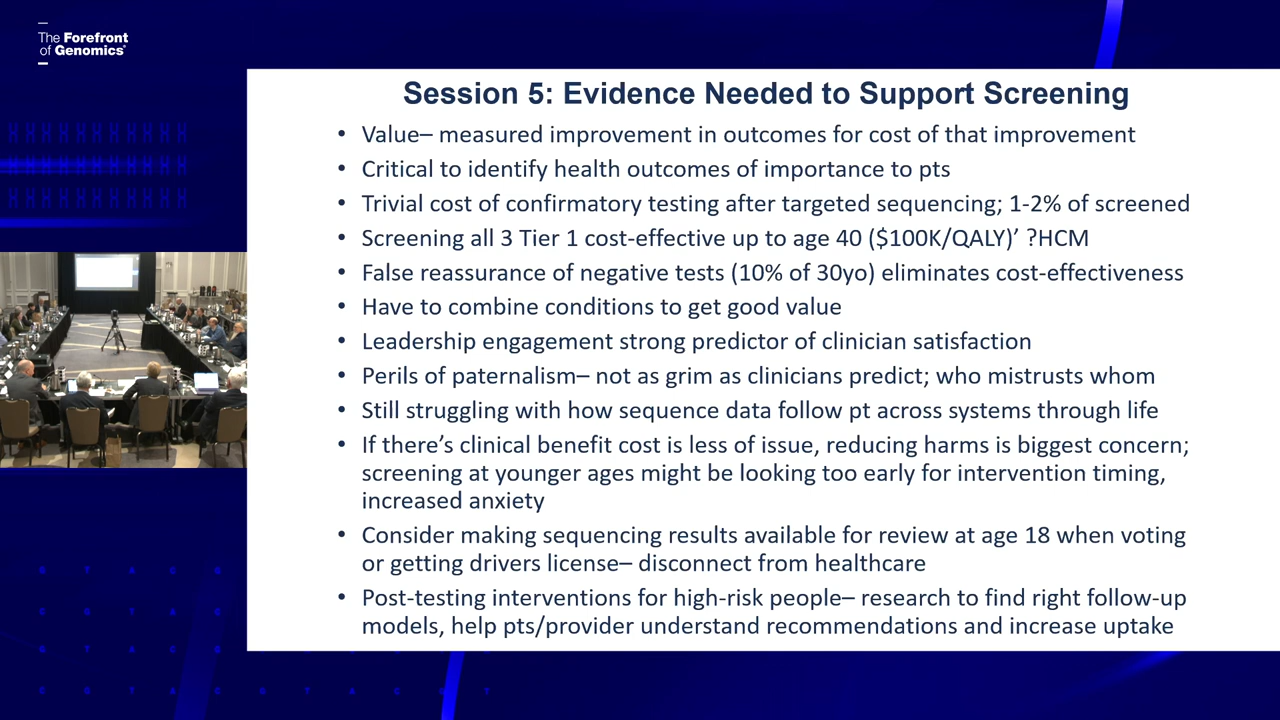 The Forefront
of Genomics®
Session 5: Evidence Needed to Support Screening
• Value– measured improvement in outcomes for cost of that improvement
• Critical to identify health outcomes of importance to pts
• Trivial cost of confirmatory testing after targeted sequencing; 1-2% of screened
• Screening all 3 Tier 1 cost-effective up to age 40 ($100K/QALY)’ ?HCM
• False reassurance of negative tests (10% of 30yo) eliminates cost-effectiveness
• Have to combine conditions to get good value
• Leadership engagement strong predictor of clinician satisfaction
• Perils of paternalism– not as grim as clinicians predict; who mistrusts whom
• Still struggling with how sequence data follow pt across systems through life
• If there’s clinical benefit cost is less of issue, reducing harms is biggest concern;
screening at younger ages might be looking too early for intervention timing,
increased anxiety
• Consider making sequencing results available for review at age 18 when voting
or getting drivers license– disconnect from healthcare
• Post-testing interventions for high-risk people– research to find right follow-up
models, help pts/provider understand recommendations and increase uptake